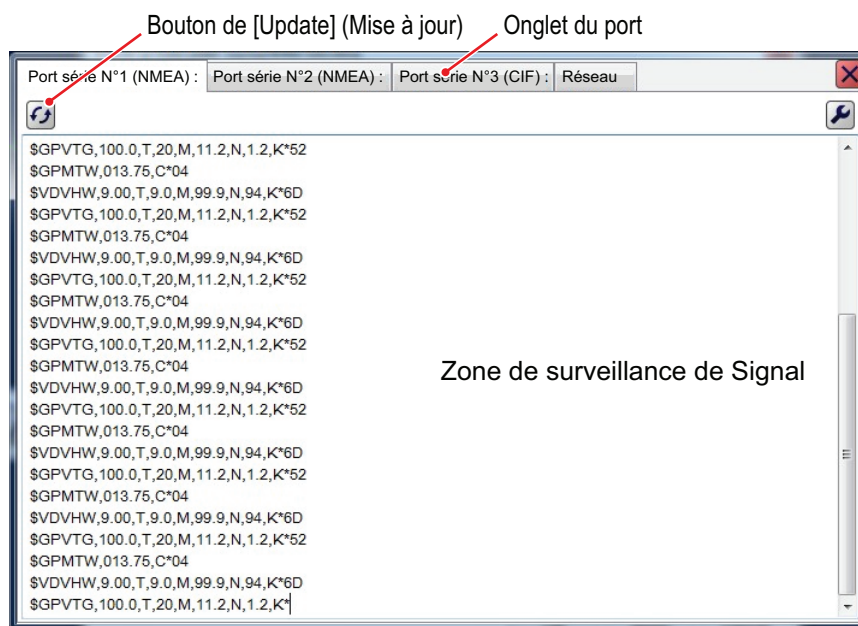 Bouton de [Update] (Mise à jour) Onglet du port
Port série N°1 (NMEA) : Port série N°2 (NMEA) : Port série N°3 (CIF) : Réseau
$GPVTG,100.0,T,20,M,11.2,N,1.2,K*52
$GPMTW,013.75,C*04
$VDVHW,9.00,T,9.0,M,99.9,N,94,K*6D
$GPVTG,100.0,T,20,M,11.2,N,1.2,K*52
$GPMTW,013.75,C*04
$VDVHW,9.00,T,9.0,M,99.9,N,94,K*6D
$GPVTG,100.0,T,20,M,11.2,N,1.2,K*52
$GPMTW,013.75,C*04
$VDVHW,9.00,T,9.0,M,99.9,N,94,K*6D
$GPVTG,100.0,T,20,M,11.2,N,1.2,K*52
$GPMTW,013.75,C*04
Zone de surveillance de Signal
$VDVHW,9.00,T,9.0,M,99.9,N,94,K*6D
$GPVTG,100.0,T,20,M,11.2,N,1.2,K*52
$GPMTW,013.75,C*04
$VDVHW,9.00,T,9.0,M,99.9,N,94,K*6D
$GPVTG,100.0,T,20,M,11.2,N,1.2,K*52
$GPMTW,013.75,C*04
$VDVHW,9.00,T,9.0,M,99.9,N,94,K*6D
$GPVTG,100.0,T,20,M,11.2,N,1.2,K*52
$GPMTW,013.75,C*04
$VDVHW,9.00,T,9.0,M,99.9,N,94,K*6D
$GPVTG,100.0,T,20,M,11.2,N,1.2,K*